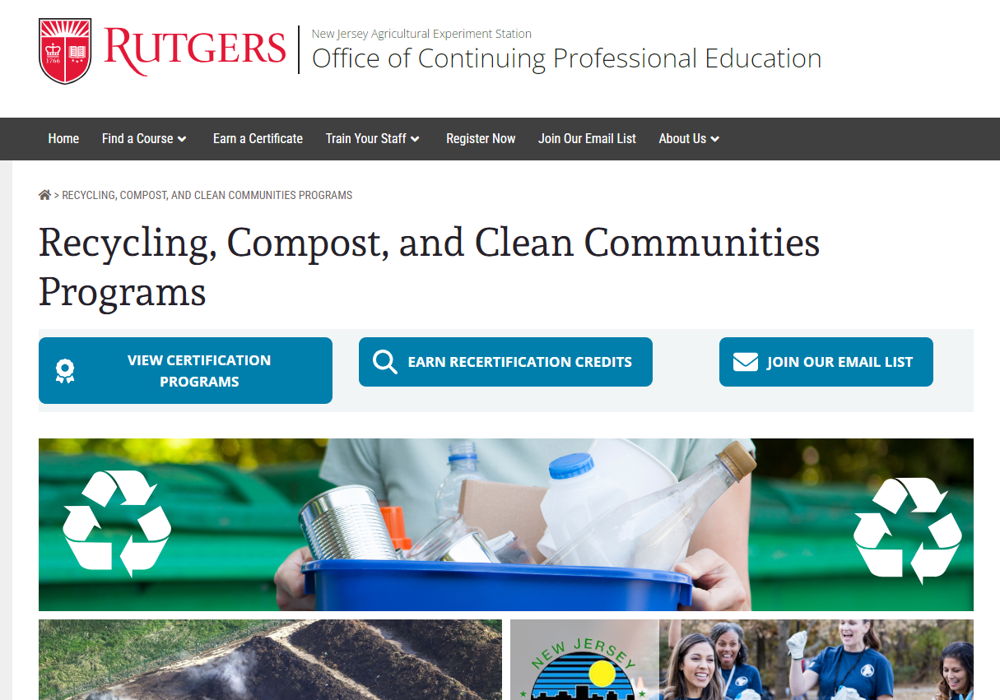 1766
RUTGERS
New Jersey Agricultural Experiment Station
Office of Continuing Professional Education
Home Find a Course Earn a Certificate Train Your Staff Register Now Join Our Email List About Us
> RECYCLING, COMPOST, AND CLEAN COMMUNITIES PROGRAMS
Recycling, Compost, and Clean Communities
Programs
VIEW CERTIFICATION
PROGRAMS
EARN RECERTIFICATION CREDITS
JOIN OUR EMAIL LIST
NEW JERSEY